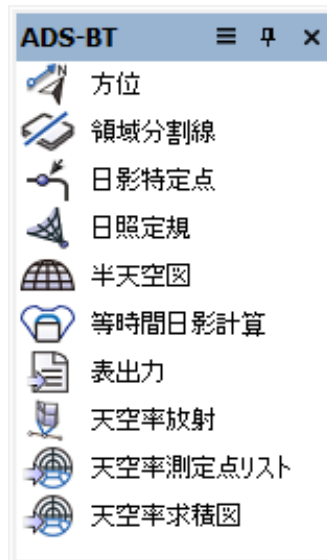 ADS-BT
方位
領域分割線
日影特定点
日照定規
半天空図
等時間日影計算
表出力
天空率放射
天空率測定点リスト
天空率求積図